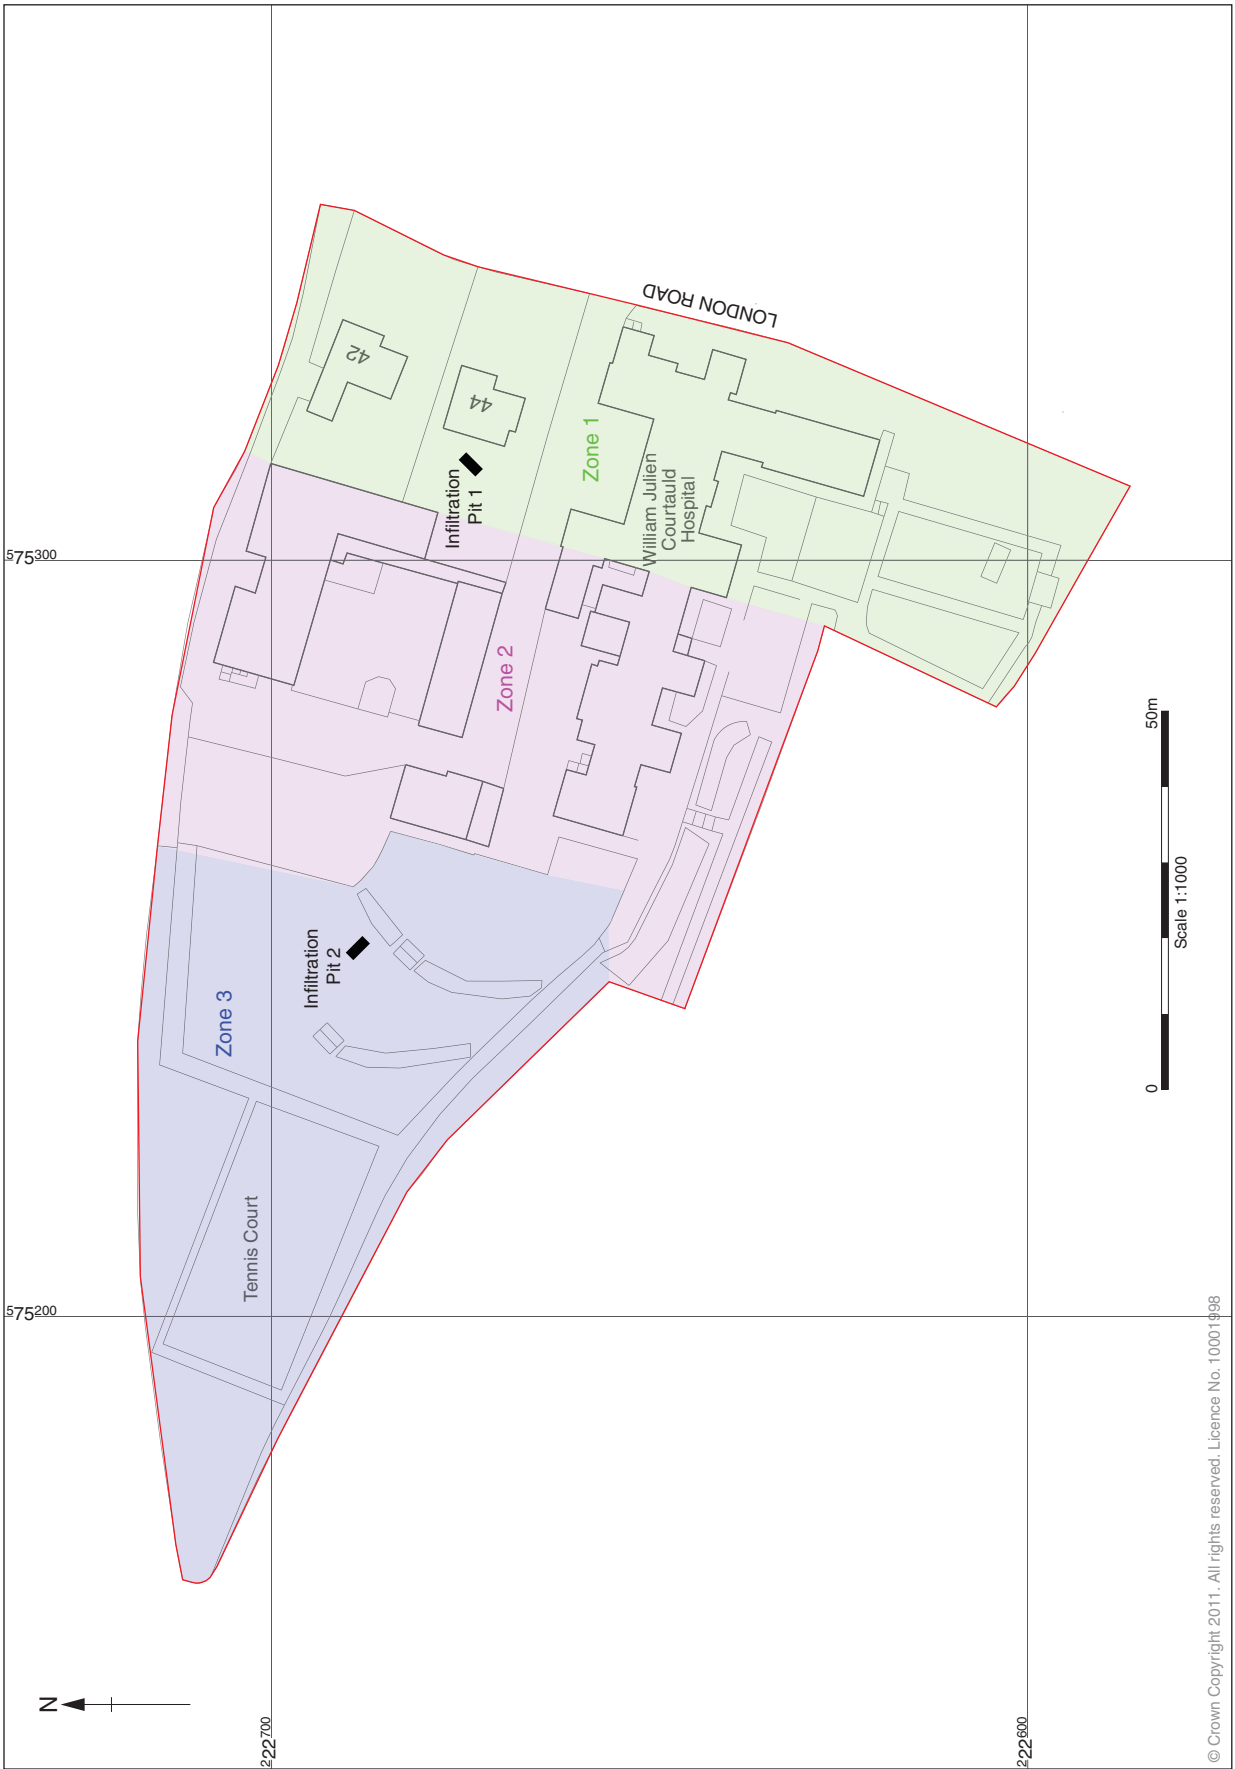 N
222700
222600
575300
575200
42
44
LONDON ROAD
Zone 1
Infiltration
Pit 1
William Julien
Courtauld
Hospital
Zone 2
Zone 3
Infiltration
Pit 2
Tennis Court
0
50m
Scale 1:1000
© Crown Copyright 2011. All rights reserved. Licence No. 10001998